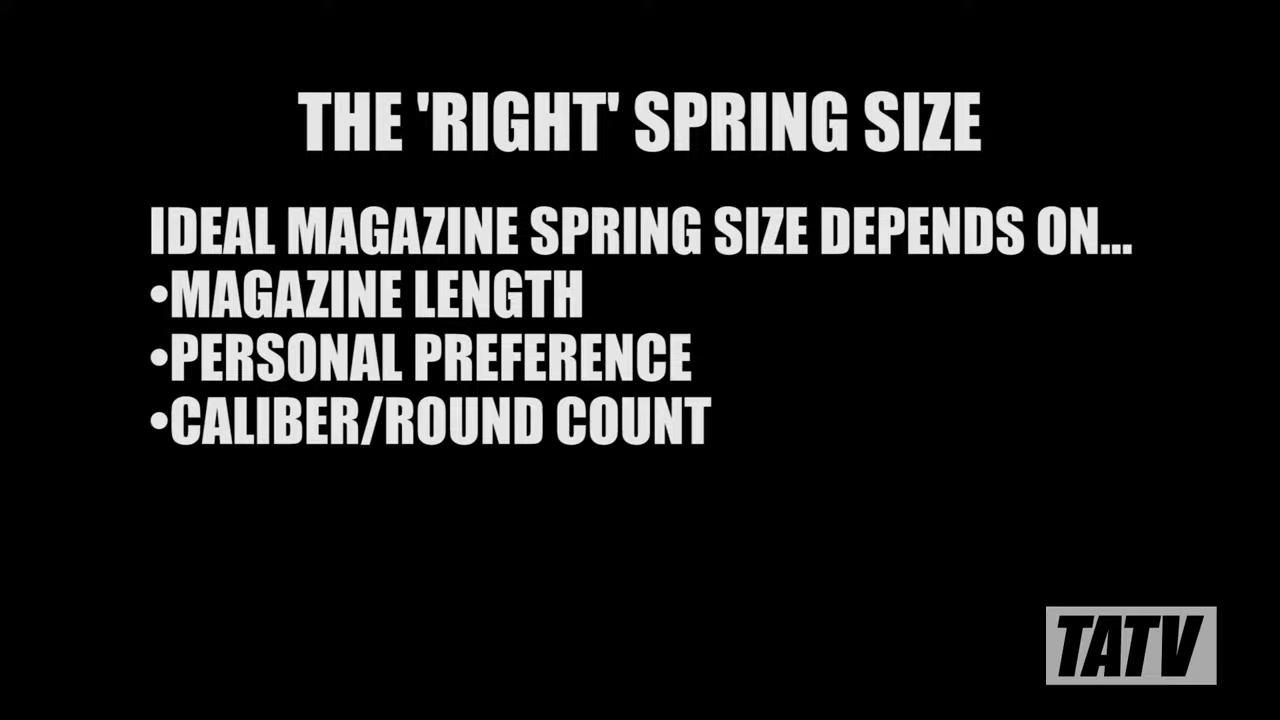 THE 'RIGHT' SPRING SIZE
IDEAL MAGAZINE SPRING SIZE DEPENDS ON...
•MAGAZINE LENGTH
•PERSONAL PREFERENCE
•CALIBER/ROUND COUNT
TATV